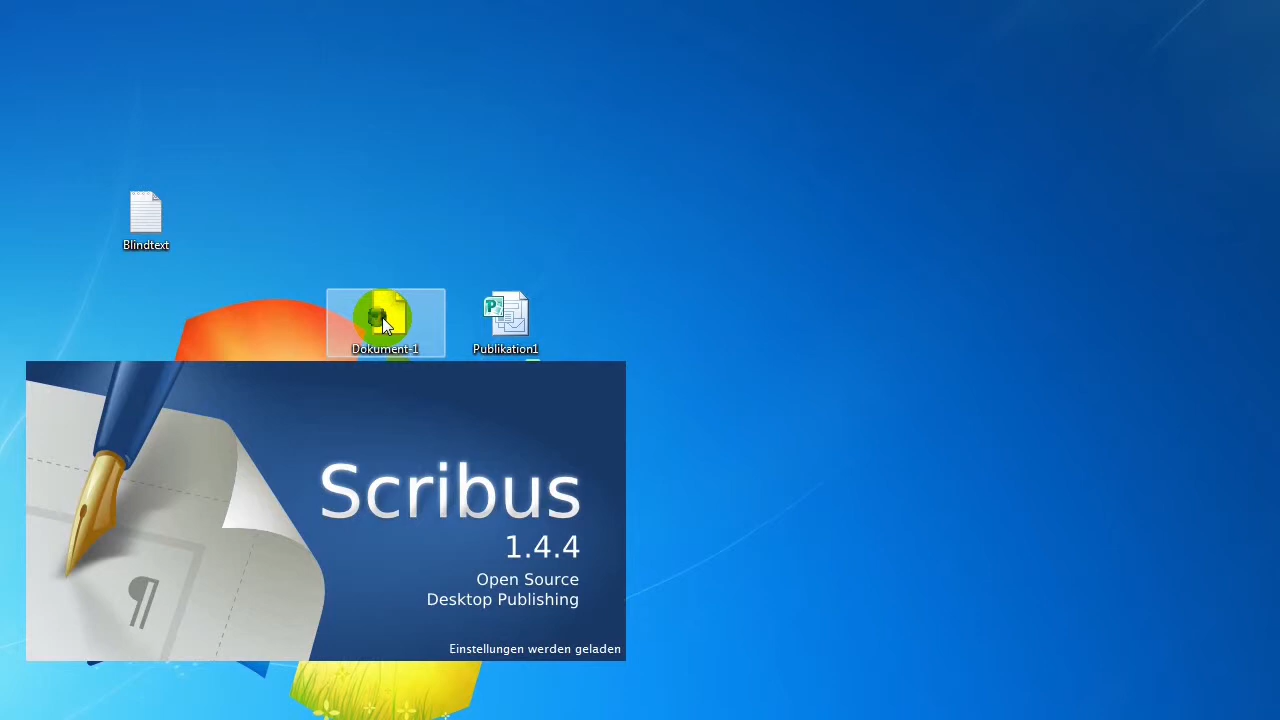 Blindtext
Dokument-1
Publikation1
Scribus
1.4.4
Open Source
Desktop Publishing
¶
Einstellungen werden geladen